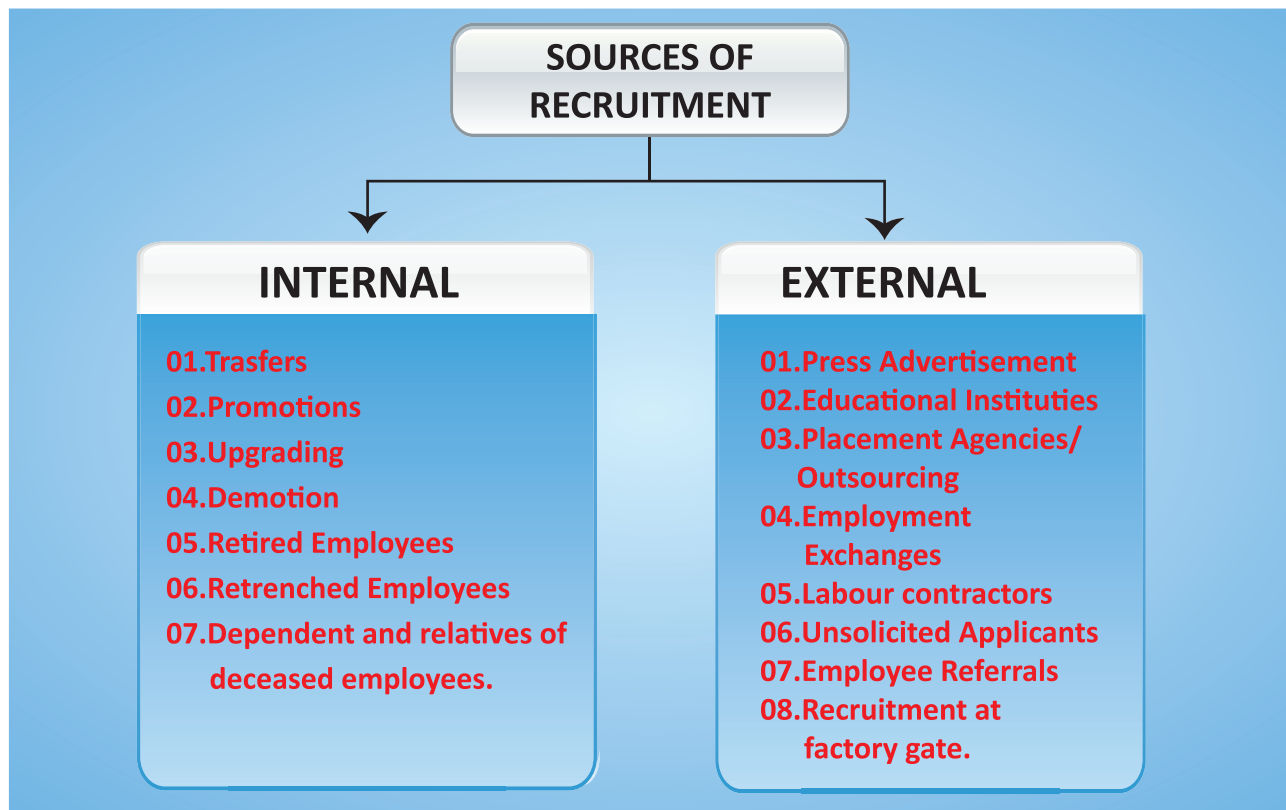 SOURCES OF
RECRUITMENT
INTERNAL
01.Trasfers
02.Promotions
03.Upgrading
04.Demotion
05.Retired Employees
06.Retrenched Employees
07.Dependent and relatives of
deceased employees.
EXTERNAL
01.Press Advertisement
02.Educational Instituties
03.Placement Agencies/
Outsourcing
04.Employment
Exchanges
05.Labour contractors
06.Unsolicited Applicants
07.Employee Referrals
08.Recruitment at
factory gate.